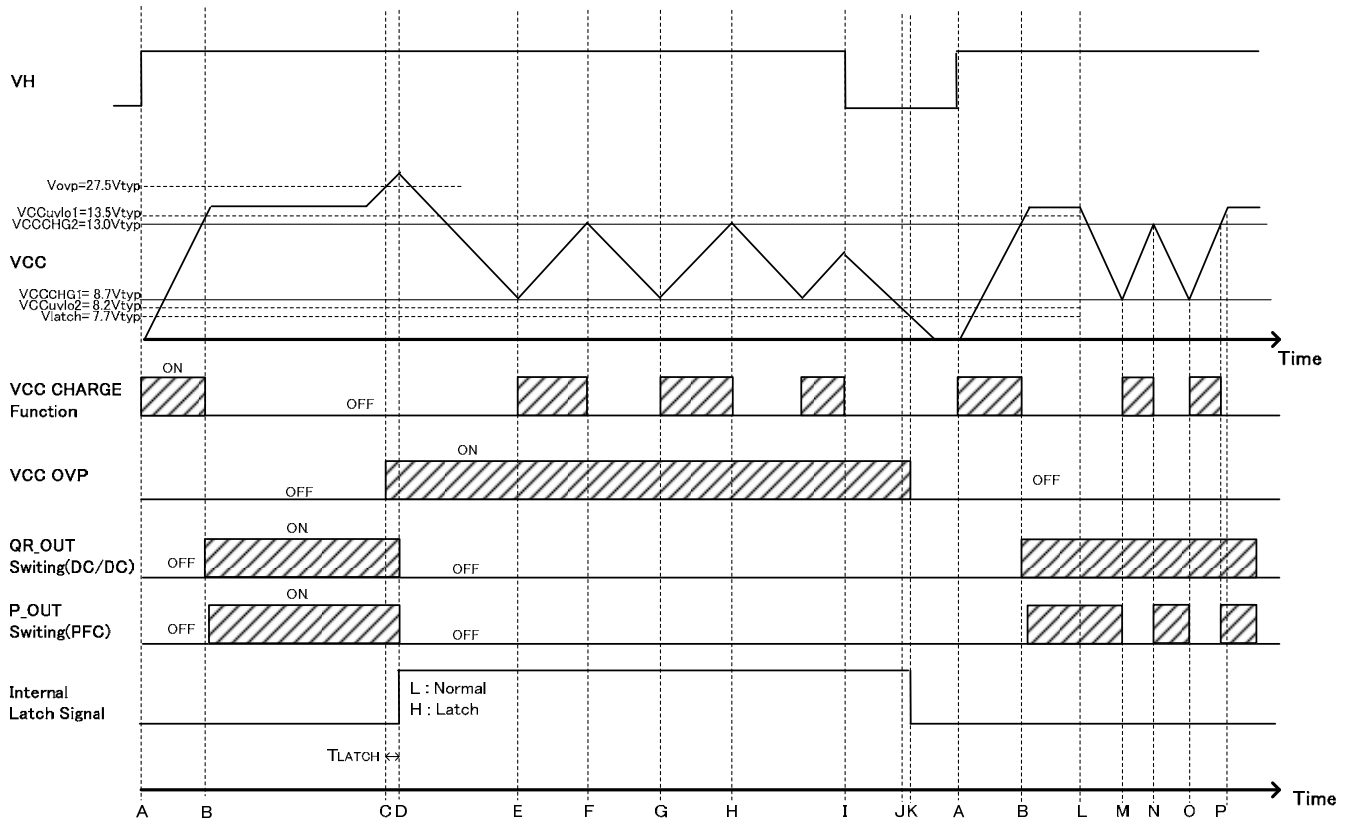 VH
Vovp=27.5Vtyp
VCCuvlo1=13.5Vtyp
VCCCHG2=13.0Vtyp
VCC
VCCCHG1= 8.7Vtyp
VCCuvlo2= 8.2Vtyp
Vlatch= 7.7Vtyp
Time
VCC CHARGE
Function
ON
OFF
VCC OVP
OFF
ON
OFF
QR_OUT
Switing(DC/DC)
OFF
ON
OFF
P_OUT
Switing(PFC)
OFF
ON
OFF
Internal
Latch Signal
L : Normal
H : Latch
TLATCH
A B C D E F G H I J K A B L M N O P
Time